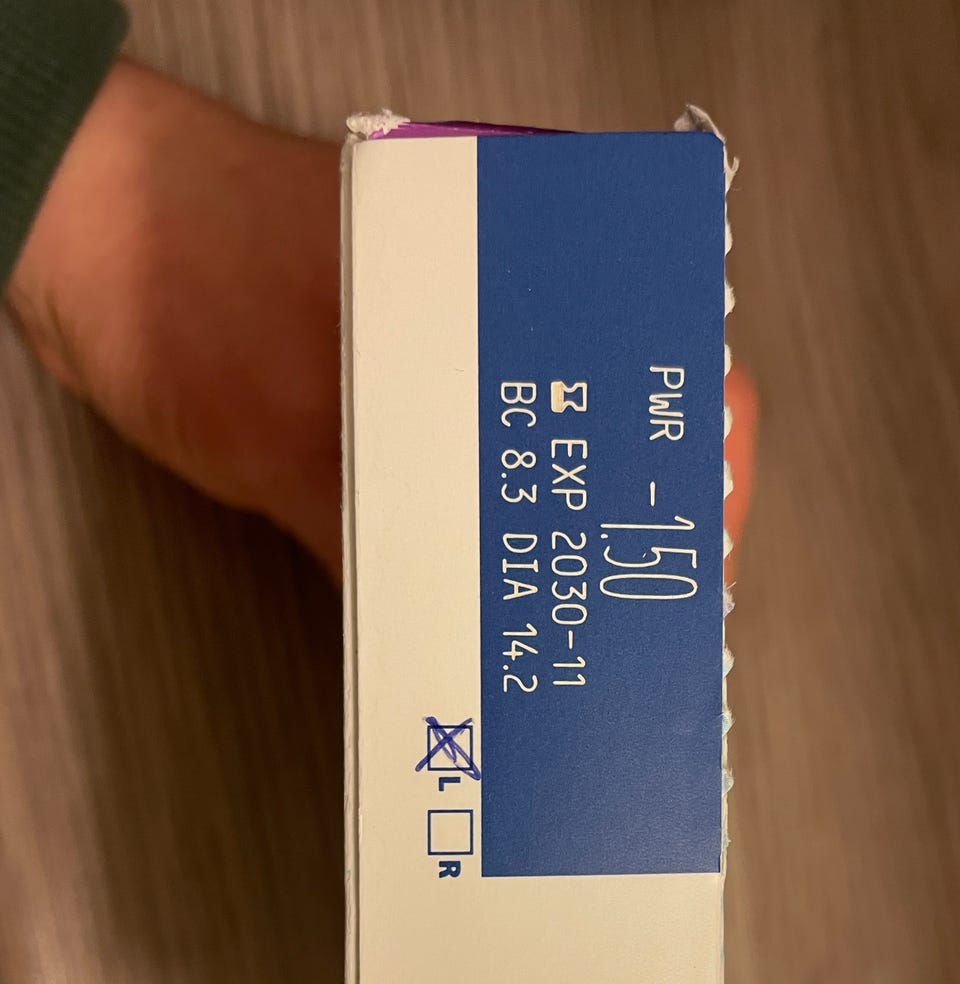 PWR -1.50
EXP 2030-11
BC 8.3 DIA 14.2
L R